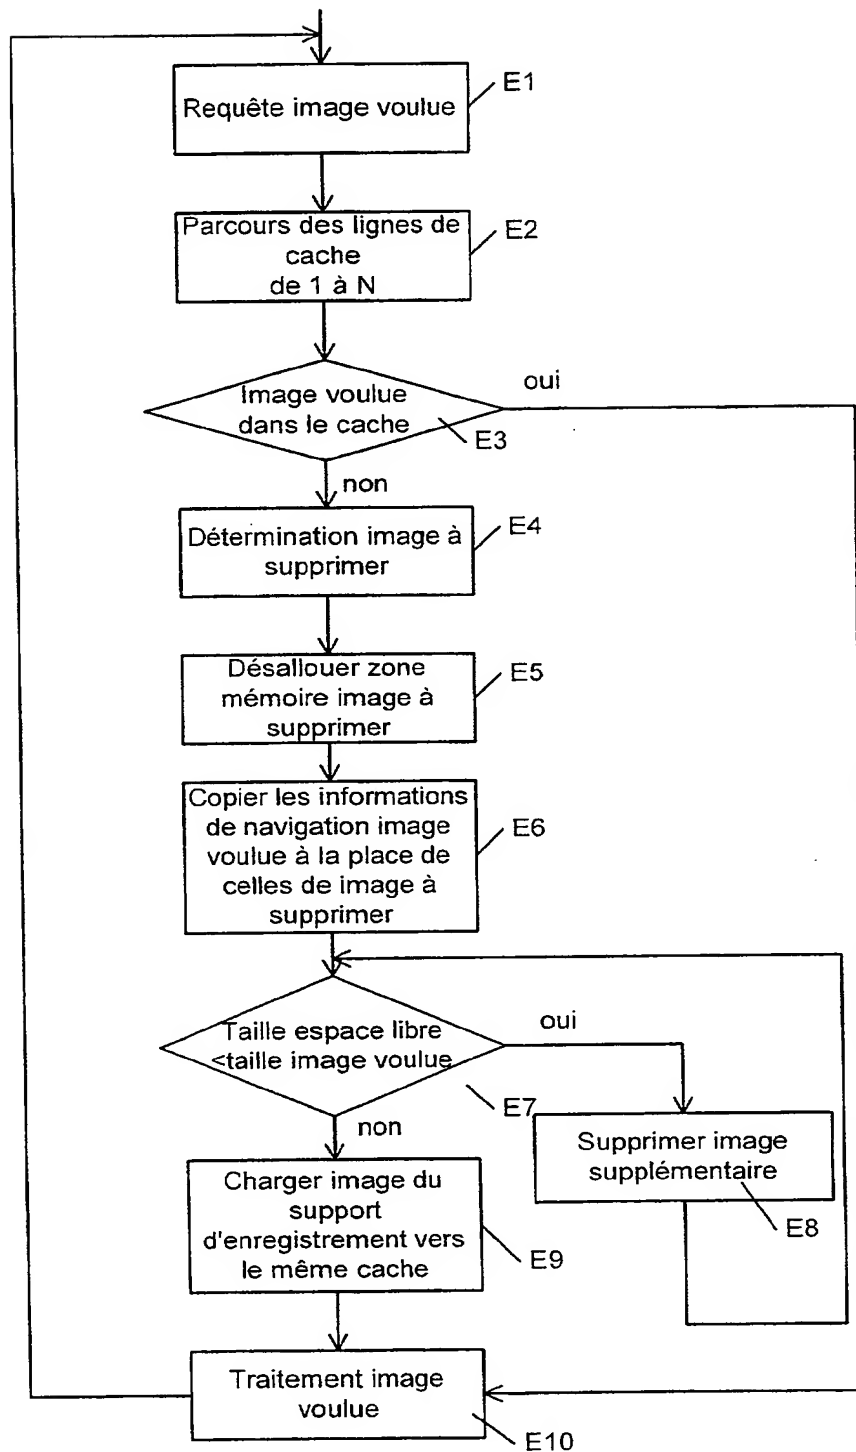 Requête image voulue
E1
Parcours des lignes de
cache
de 1 à N
E2
Image voulue
dans le cache
E3
oui
non
Détermination image à
supprimer
E4
Désallouer zone
mémoire image à
supprimer
E5
Copier les informations
de navigation image
voulue à la place de
celles de image à
supprimer
E6
Taille espace libre
<taille image voulue
oui
E7
non
Supprimer image
supplémentaire
E8
Charger image du
support
d'enregistrement vers
le même cache
E9
Traitement image
voulue
E10